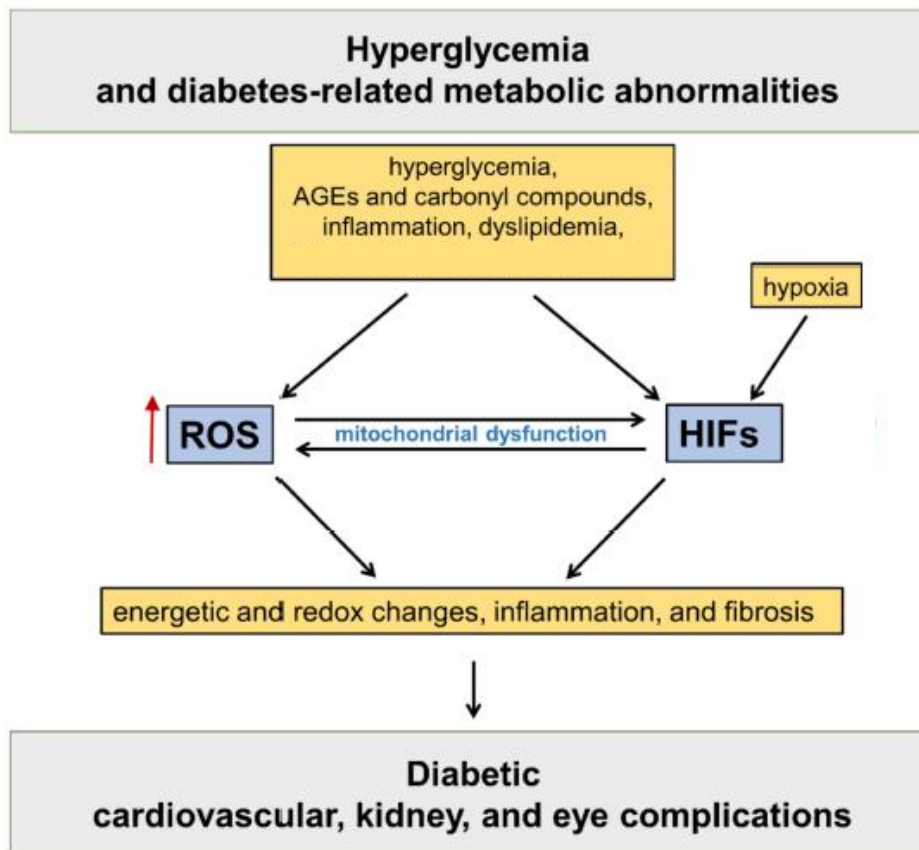 Hyperglycemia
and diabetes-related metabolic abnormalities
hyperglycemia,
AGEs and carbonyl compounds,
inflammation, dyslipidemia,
hypoxia
ROS
mitochondrial dysfunction
HIFs
energetic and redox changes, inflammation, and fibrosis
Diabetic
cardiovascular, kidney, and eye complications